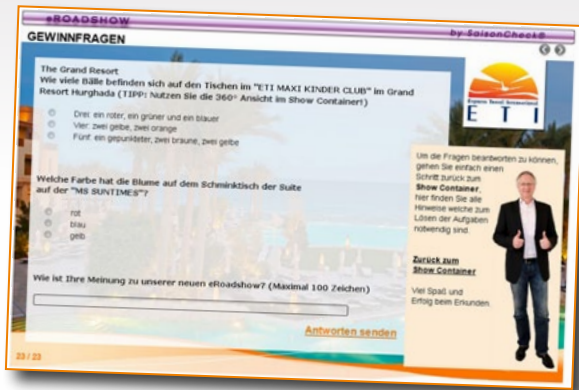 eROADSHOW
by SaisonCheck®
GEWINNFRAGEN
The Grand Resort
Wie viele Bälle befinden sich auf den Tischen im "ETI MAXI KINDER CLUB" im Grand
Resort Hurghada (TIPP: Nutzen Sie die 360° Ansicht im Show Container!)
Drei: ein roter, ein grüner und ein blauer
Vier: zwei gelbe, zwei orange
Fünf: ein gepunkteter, zwei braune, zwei gelbe
Welche Farbe hat die Blume auf dem Schminktisch der Suite
auf der "MS SUNTIMES"?
rot
blau
gelb
Wie ist Ihre Meinung zu unserer neuen eRoadshow? (Maximal 100 Zeichen)
Antworten senden
23 / 23
Express Travel International
ETI
Um die Fragen beantworten zu können,
gehen Sie einfach einen
Schritt zurück zum
Show Container,
hier finden Sie alle
Hinweise welche zum
Lösen der Aufgaben
notwendig sind.
Zurück zum
Show Container
Viel Spaß und
Erfolg beim Erkunden.